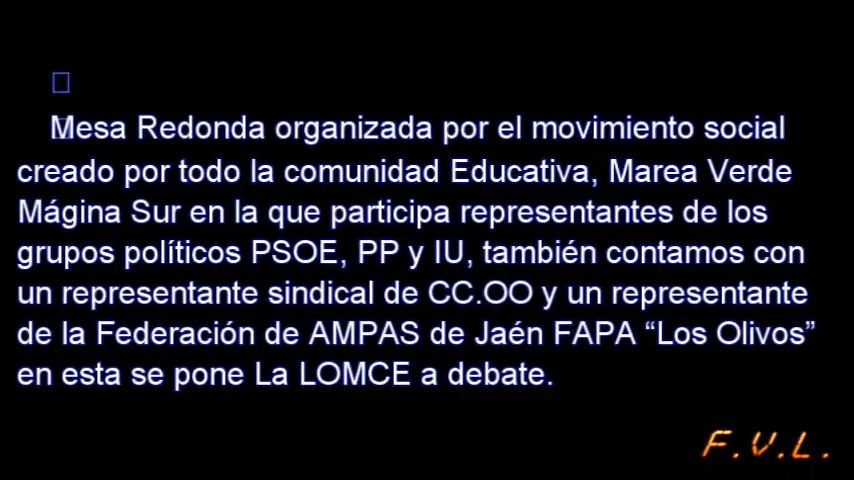 Mesa Redonda organizada por el movimiento social
creado por todo la comunidad Educativa, Marea Verde
Mágina Sur en la que participa representantes de los
grupos políticos PSOE, PP y IU, también contamos con
un representante sindical de CC.OO y un representante
de la Federación de AMPAS de Jaén FAPA “Los Olivos”
en esta se pone La LOMCE a debate.
F.V.L.